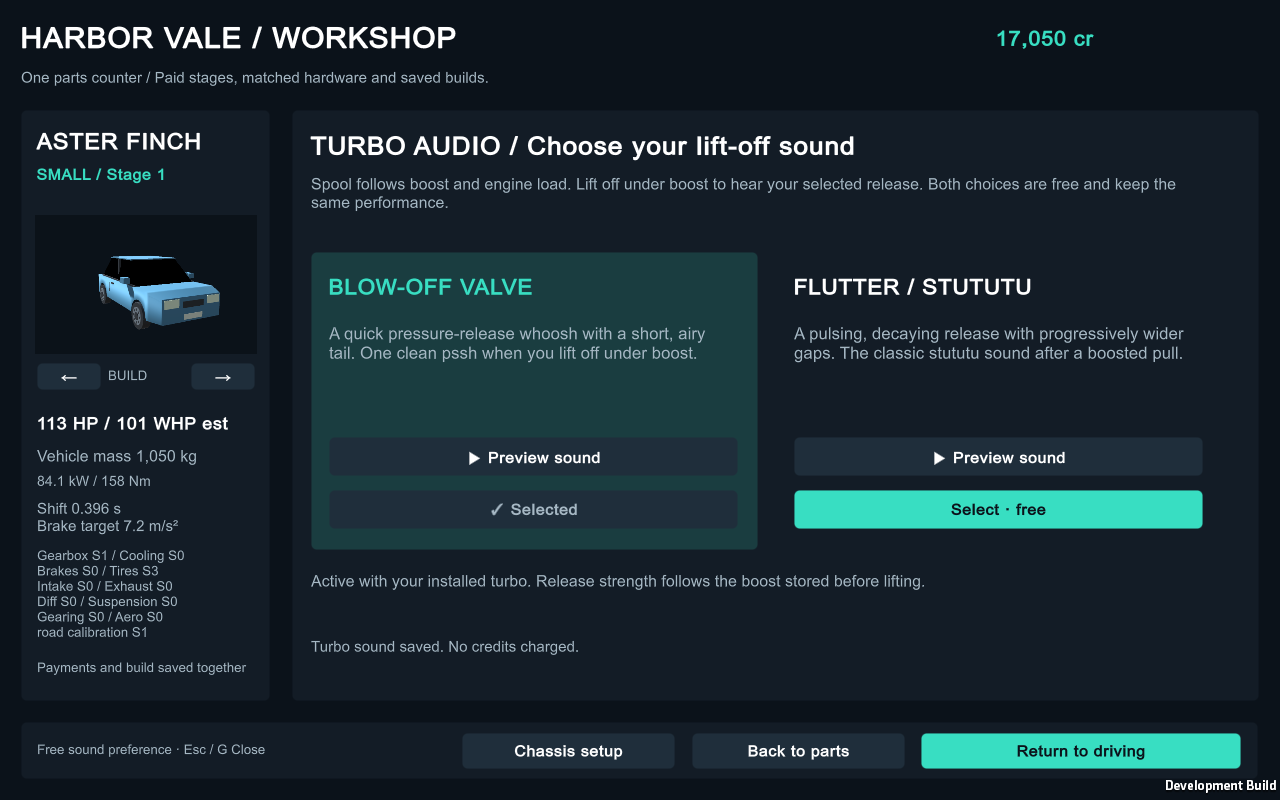 HARBOR VALE / WORKSHOP
17,050 cr
One parts counter / Paid stages, matched hardware and saved builds.
ASTER FINCH
SMALL / Stage 1
← BUILD →
113 HP / 101 WHP est
Vehicle mass 1,050 kg
84.1 kW / 158 Nm
Shift 0.396 s
Brake target 7.2 m/s²
Gearbox S1 / Cooling S0
Brakes S0 / Tires S3
Intake S0 / Exhaust S0
Diff S0 / Suspension S0
Gearing S0 / Aero S0
road calibration S1
Payments and build saved together
TURBO AUDIO / Choose your lift-off sound
Spool follows boost and engine load. Lift off under boost to hear your selected release. Both choices are free and keep the
same performance.
BLOW-OFF VALVE
A quick pressure-release whoosh with a short, airy
tail. One clean pssh when you lift off under boost.
▶ Preview sound
✓ Selected
FLUTTER / STUTUTU
A pulsing, decaying release with progressively wider
gaps. The classic stututu sound after a boosted pull.
▶ Preview sound
Select · free
Active with your installed turbo. Release strength follows the boost stored before lifting.
Turbo sound saved. No credits charged.
Free sound preference · Esc / G Close
Chassis setup
Back to parts
Return to driving
Development Build